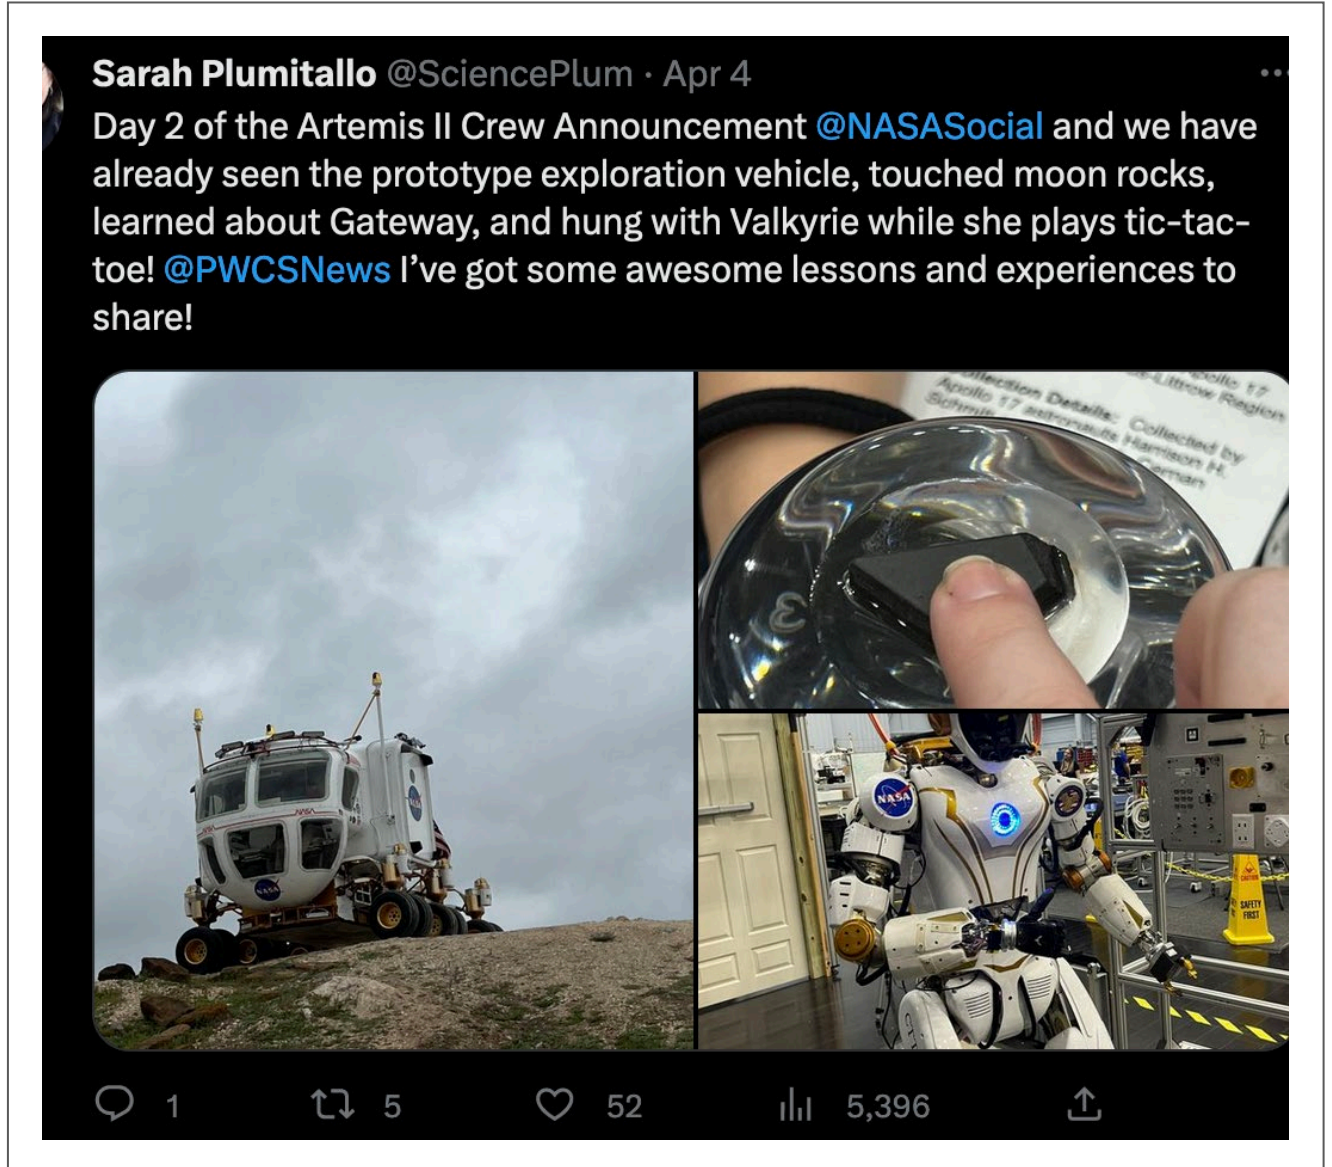 Sarah Plumitallo @SciencePlum · Apr 4
Day 2 of the Artemis II Crew Announcement @NASASocial and we have
already seen the prototype exploration vehicle, touched moon rocks,
learned about Gateway, and hung with Valkyrie while she plays tic-tac-
toe! @PWCSNews I’ve got some awesome lessons and experiences to
share!
Apollo 17
Littrow Region
Collection Details: Collected by
Apollo 17 astronauts Harrison H.
Cernan
3
NASA
NASA
NASA
NASA
CAUTION
SAFETY
FIRST
1
5
52
5,396